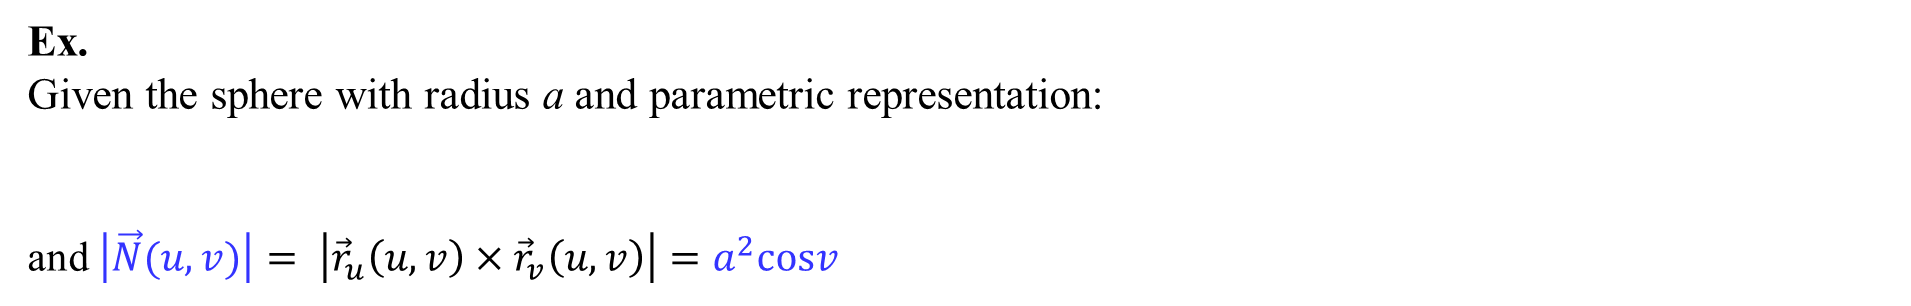 Ex.
Given the sphere with radius a and parametric representation:
and |N⃗(u, v)| = |r⃗ᵤ(u, v) × r⃗ᵥ(u, v)| = a²cosv